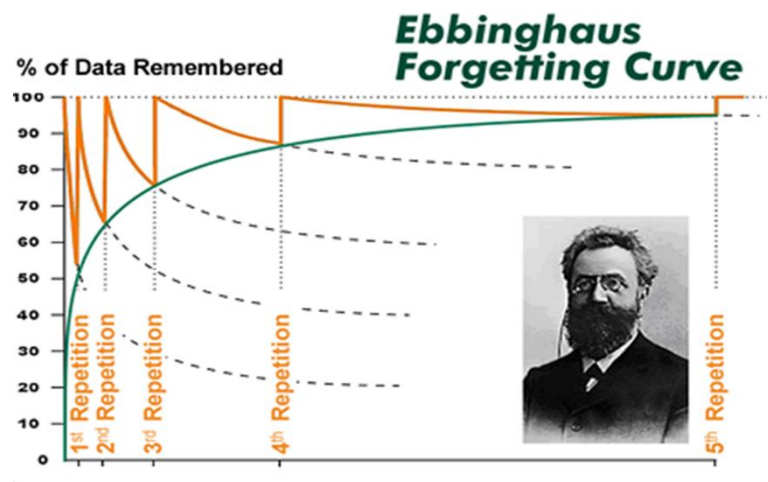 Ebbinghaus
Forgetting Curve
% of Data Remembered
100
90
80
70
60
50
40
30
20
10
0
1st Repetition
2nd Repetition
3rd Repetition
4th Repetition
5th Repetition